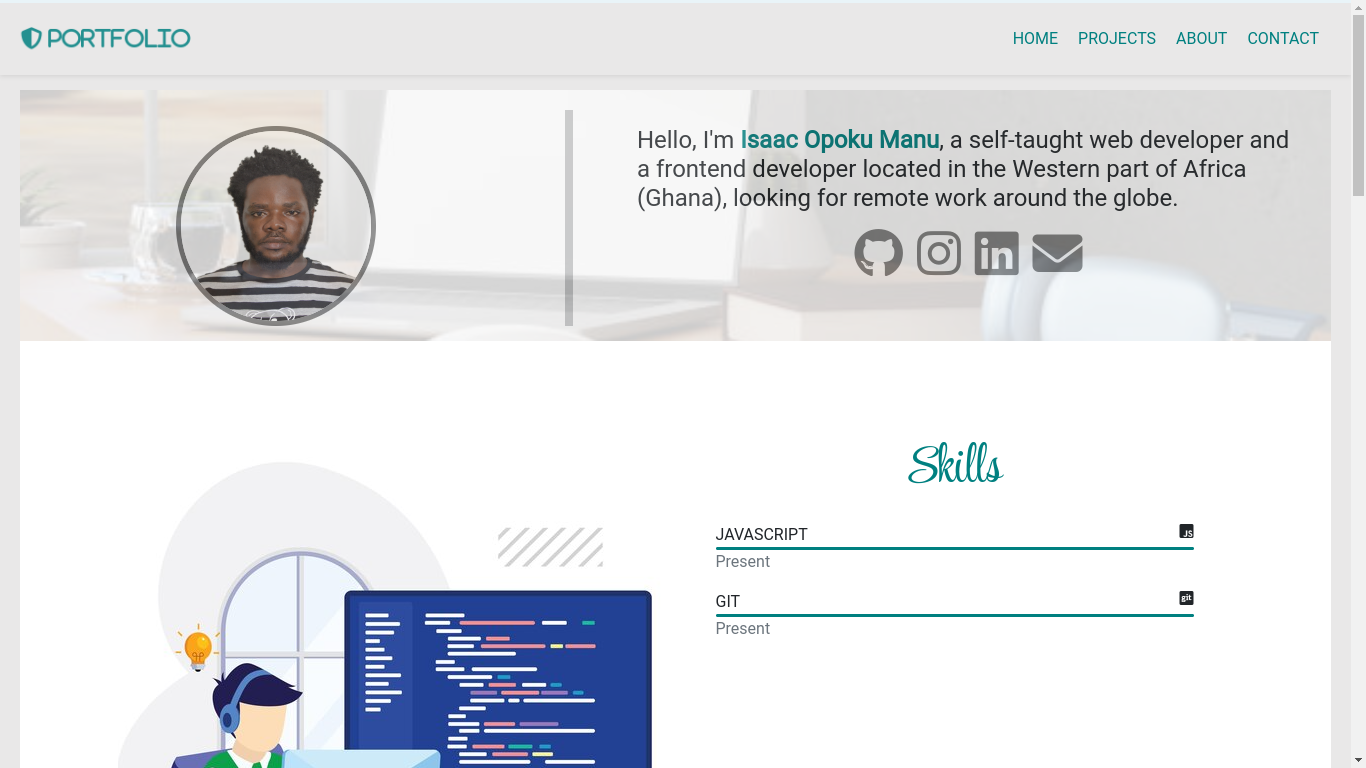 PORTFOLIO
HOME PROJECTS ABOUT CONTACT
Hello, I'm Isaac Opoku Manu, a self-taught web developer and
a frontend developer located in the Western part of Africa
(Ghana), looking for remote work around the globe.
in
Skills
JAVASCRIPT JS
Present
GIT git
Present